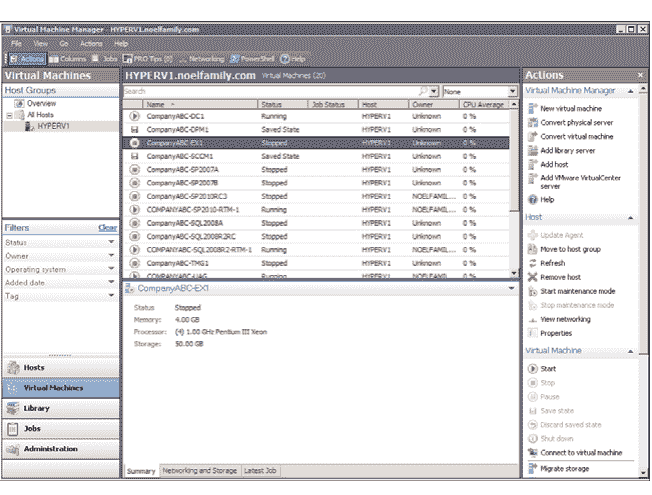 Virtual Machine Manager - HYPERV1.noelfamily.com
File View Go Actions Help
Actions Columns Jobs PRO Tips (0) Networking PowerShell Help
Virtual Machines
Host Groups
Overview
All Hosts
HYPERV1
Filters Clear
Status
Owner
Operating system
Added date
Tag
Hosts
Virtual Machines
Library
Jobs
Administration
HYPERV1.noelfamily.com Virtual Machines (20)
Search None
Name Status Job Status Host Owner CPU Average
CompanyABC-DC1 Running HYPERV1 Unknown 0 %
CompanyABC-DPM1 Saved State HYPERV1 Unknown 0 %
CompanyABC-EX1 Stopped HYPERV1 Unknown 0 %
CompanyABC-SCCM1 Saved State HYPERV1 Unknown 0 %
CompanyABC-SP2007A Stopped HYPERV1 Unknown 0 %
CompanyABC-SP2007B Stopped HYPERV1 Unknown 0 %
CompanyABC-SP2010RC3 Stopped HYPERV1 NOELFAMIL... 0 %
COMPANYABC-SP2010-RTM-1 Running HYPERV1 NOELFAMIL... 0 %
CompanyABC-SQL2008A Stopped HYPERV1 Unknown 0 %
CompanyABC-SQL2008R2RC Stopped HYPERV1 Unknown 0 %
COMPANYABC-SQL2008R2-RTM-1 Running HYPERV1 NOELFAMIL... 0 %
CompanyABC-TMG1 Stopped HYPERV1 Unknown 0 %
COMPANYABC-UAG Running HYPERV1 NOELFAMIL... 0 %
CompanyABC-EX1
Status Stopped
Memory: 4.00 GB
Processor: (4) 1.00 GHz Pentium III Xeon
Storage: 50.00 GB
Summary Networking and Storage Latest Job
Actions
Virtual Machine Manager
New virtual machine
Convert physical server
Convert virtual machine
Add library server
Add host
Add VMware VirtualCenter
server
Help
Host
Update Agent
Move to host group
Refresh
Remove host
Start maintenance mode
Stop maintenance mode
View networking
Properties
Virtual Machine
Start
Stop
Pause
Save state
Discard saved state
Shut down
Connect to virtual machine
Migrate storage